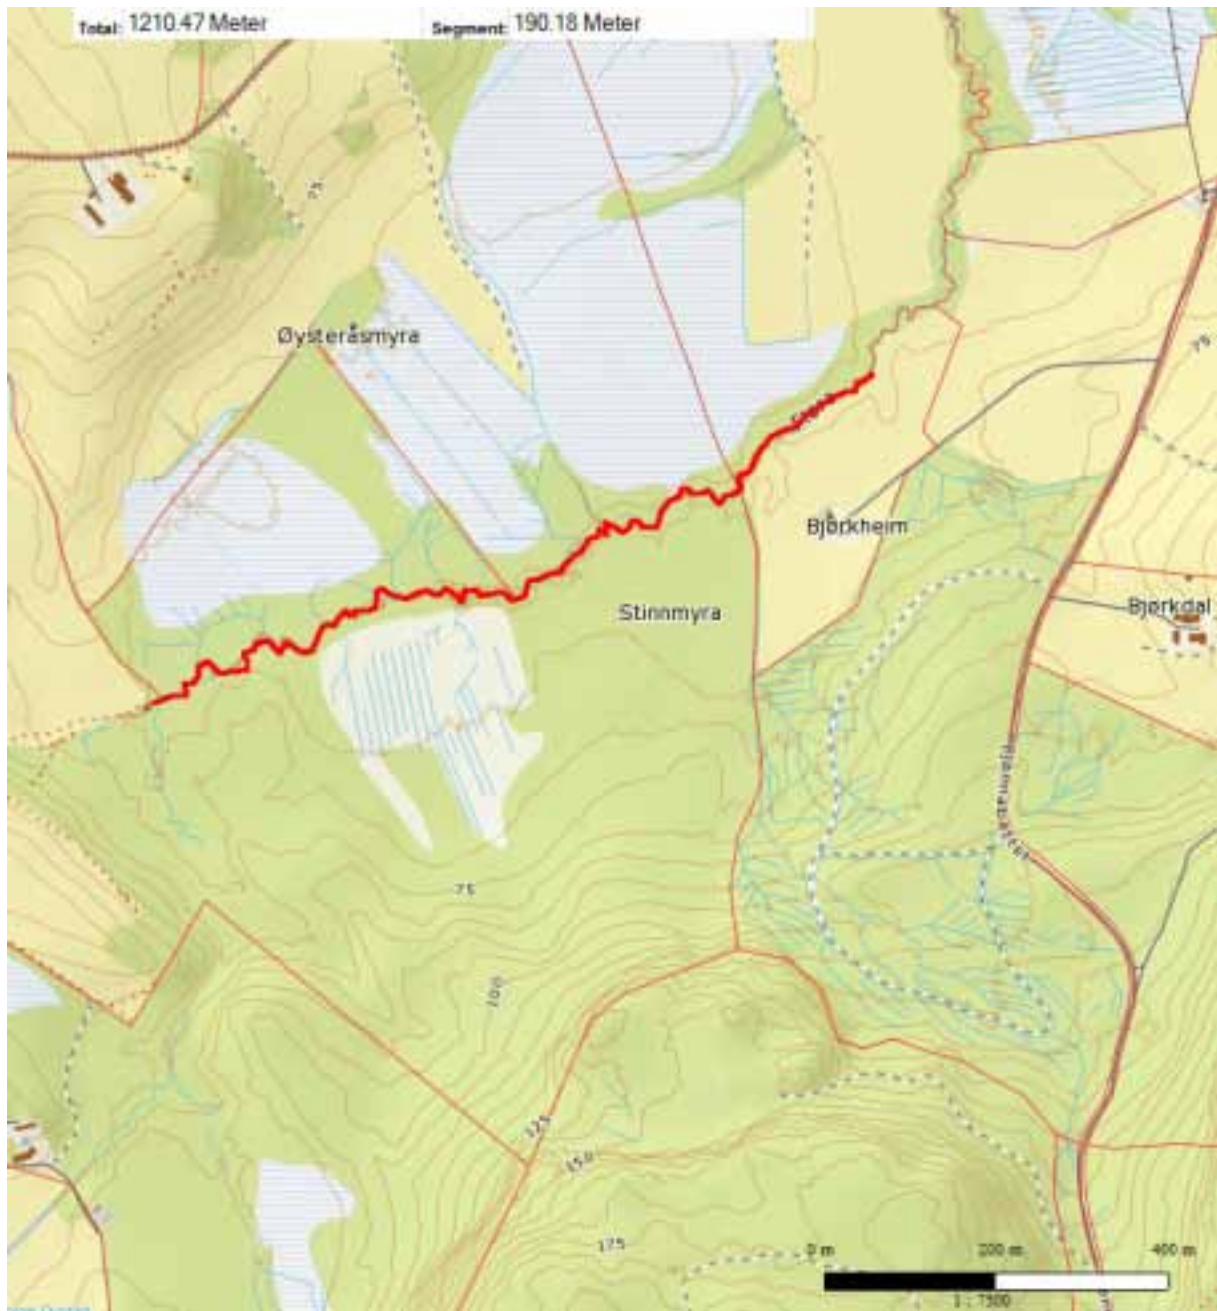 Total: 1210.47 Meter
Segment: 190.18 Meter
75
Øysteråsmyra
75
Bjørkheim
Stinnmyra
Bjørkdal
75
100
125
150
175
0 m 200 m 400 m
1 : 7500